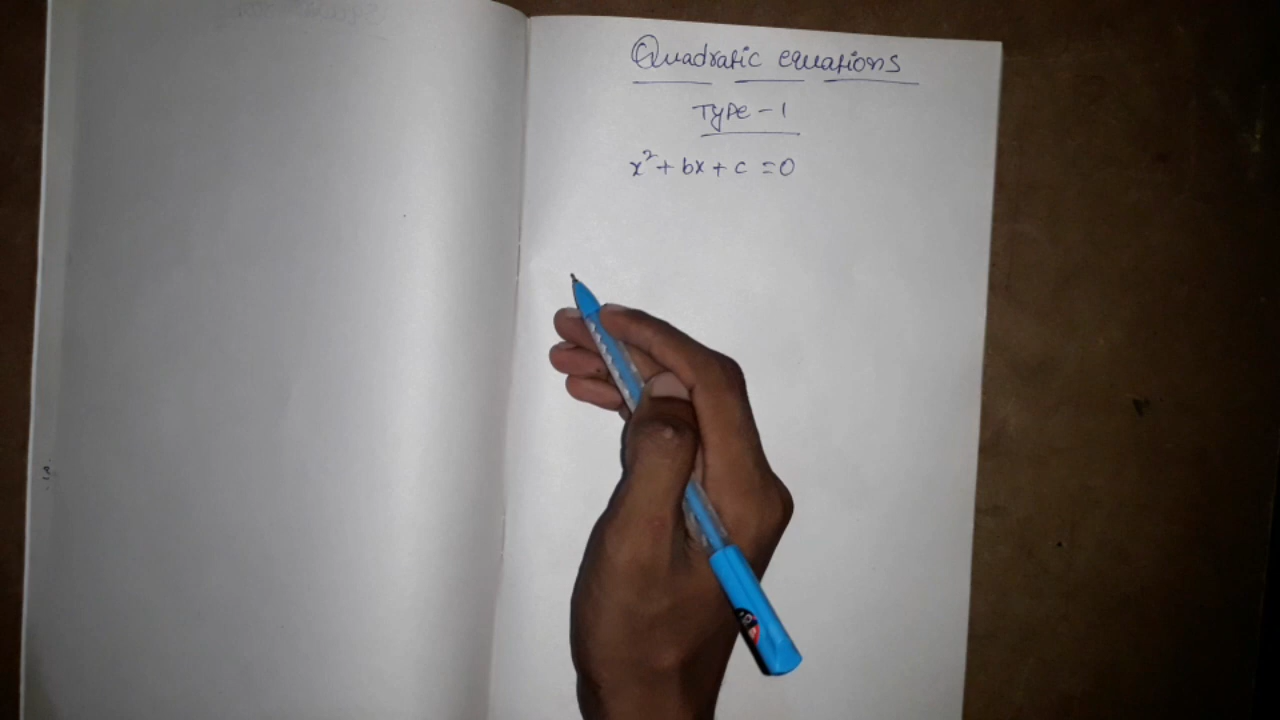 Quadratic equations
Type - 1
x² + bx + c = 0